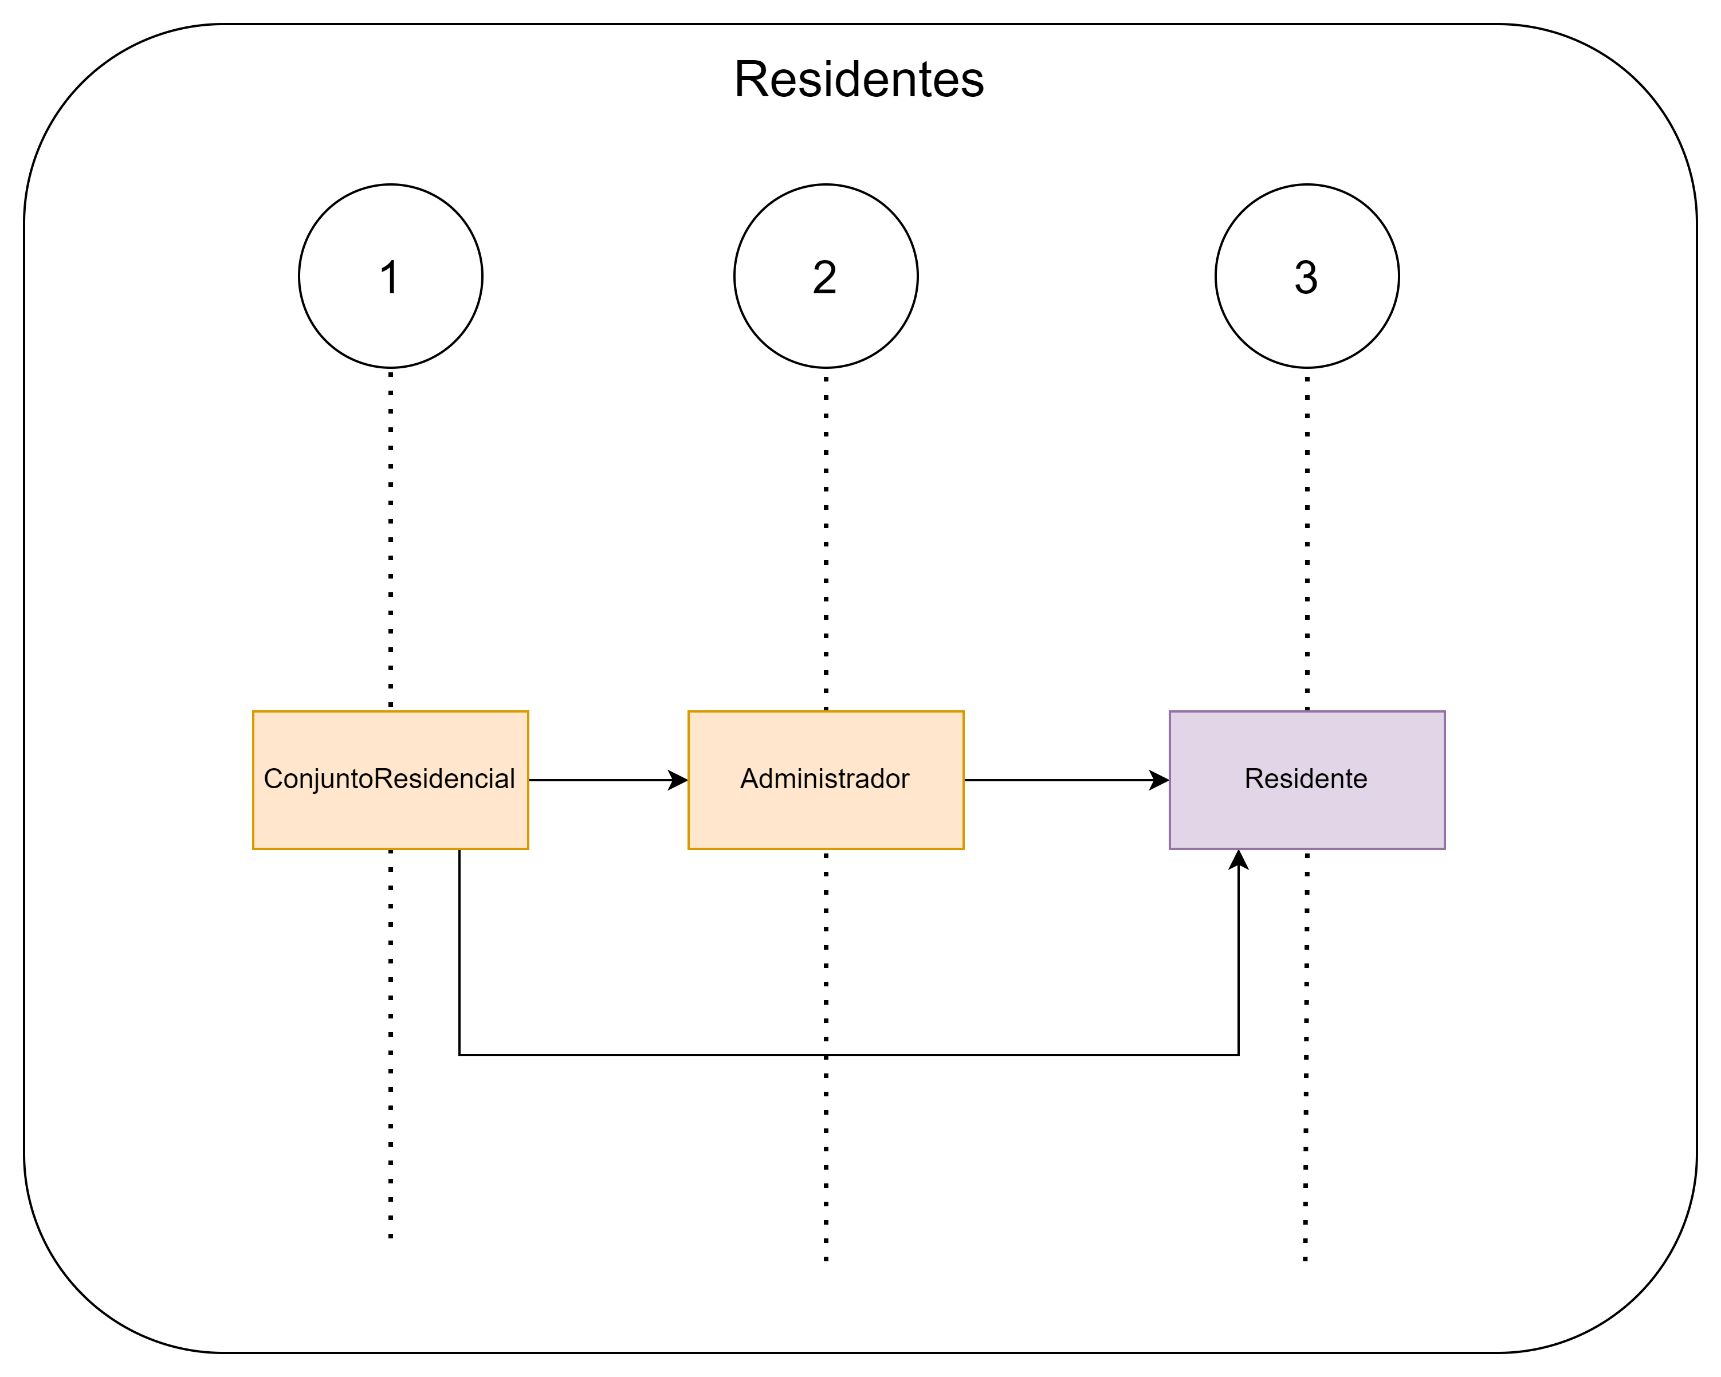 Residentes
1
2
3
ConjuntoResidencial
Administrador
Residente